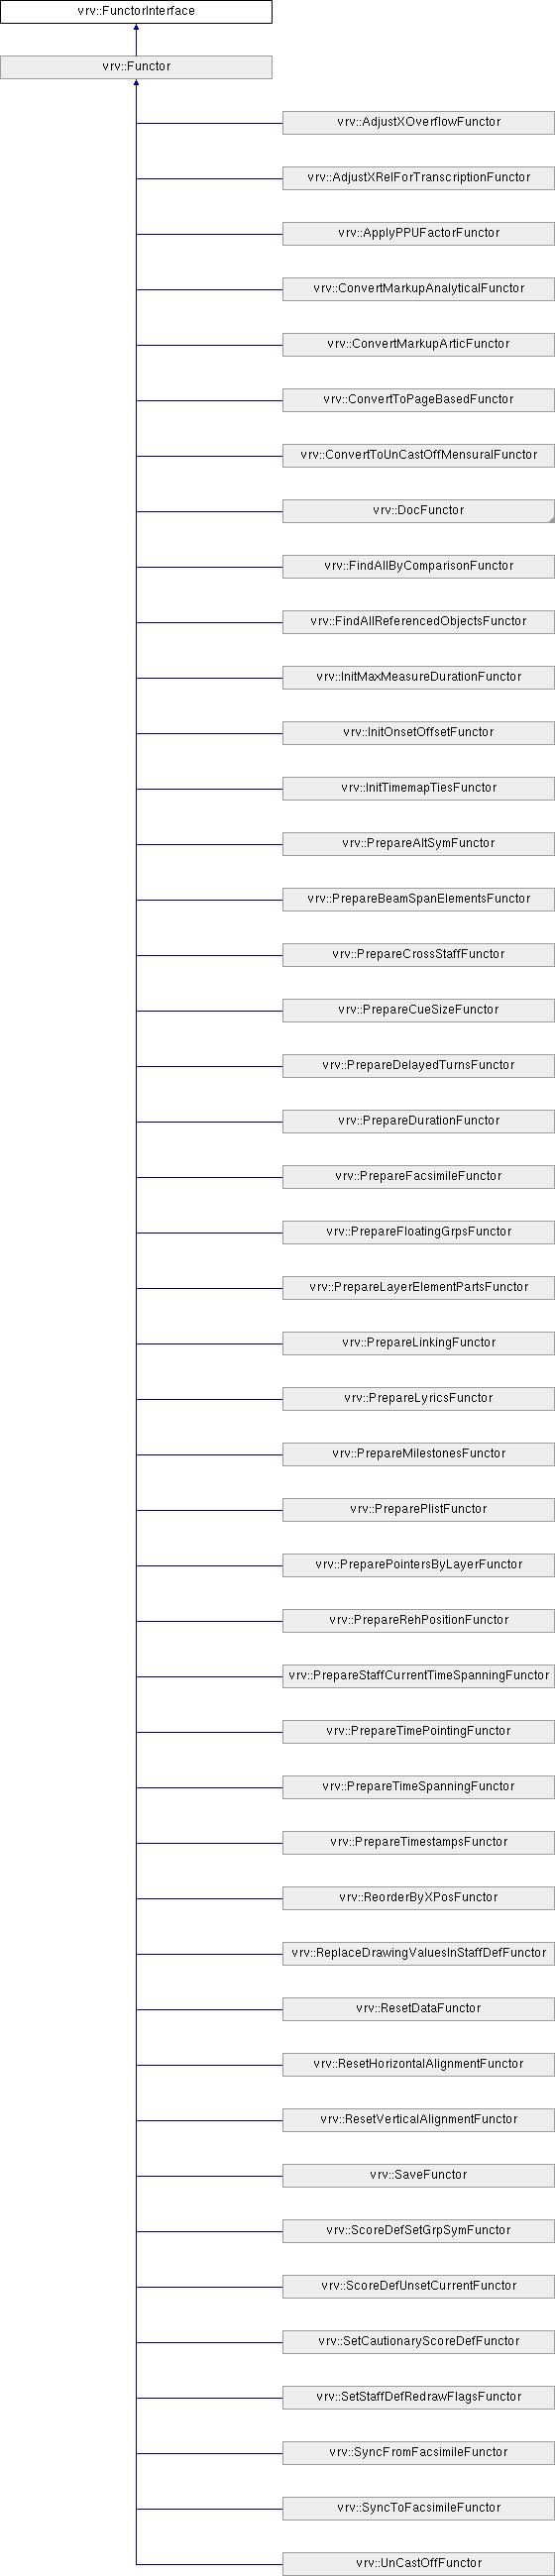 vrv::FunctorInterface
vrv::Functor
vrv::AdjustXOverflowFunctor
vrv::AdjustXRelForTranscriptionFunctor
vrv::ApplyPPUFactorFunctor
vrv::ConvertMarkupAnalyticalFunctor
vrv::ConvertMarkupArticFunctor
vrv::ConvertToPageBasedFunctor
vrv::ConvertToUnCastOffMensuralFunctor
vrv::DocFunctor
vrv::FindAllByComparisonFunctor
vrv::FindAllReferencedObjectsFunctor
vrv::InitMaxMeasureDurationFunctor
vrv::InitOnsetOffsetFunctor
vrv::InitTimemapTiesFunctor
vrv::PrepareAltSymFunctor
vrv::PrepareBeamSpanElementsFunctor
vrv::PrepareCrossStaffFunctor
vrv::PrepareCueSizeFunctor
vrv::PrepareDelayedTurnsFunctor
vrv::PrepareDurationFunctor
vrv::PrepareFacsimileFunctor
vrv::PrepareFloatingGrpsFunctor
vrv::PrepareLayerElementPartsFunctor
vrv::PrepareLinkingFunctor
vrv::PrepareLyricsFunctor
vrv::PrepareMilestonesFunctor
vrv::PreparePlistFunctor
vrv::PreparePointersByLayerFunctor
vrv::PrepareRehPositionFunctor
vrv::PrepareStaffCurrentTimeSpanningFunctor
vrv::PrepareTimePointingFunctor
vrv::PrepareTimeSpanningFunctor
vrv::PrepareTimestampsFunctor
vrv::ReorderByXPosFunctor
vrv::ReplaceDrawingValuesInStaffDefFunctor
vrv::ResetDataFunctor
vrv::ResetHorizontalAlignmentFunctor
vrv::ResetVerticalAlignmentFunctor
vrv::SaveFunctor
vrv::ScoreDefSetGrpSymFunctor
vrv::ScoreDefUnsetCurrentFunctor
vrv::SetCautionaryScoreDefFunctor
vrv::SetStaffDefRedrawFlagsFunctor
vrv::SyncFromFacsimileFunctor
vrv::SyncToFacsimileFunctor
vrv::UnCastOffFunctor